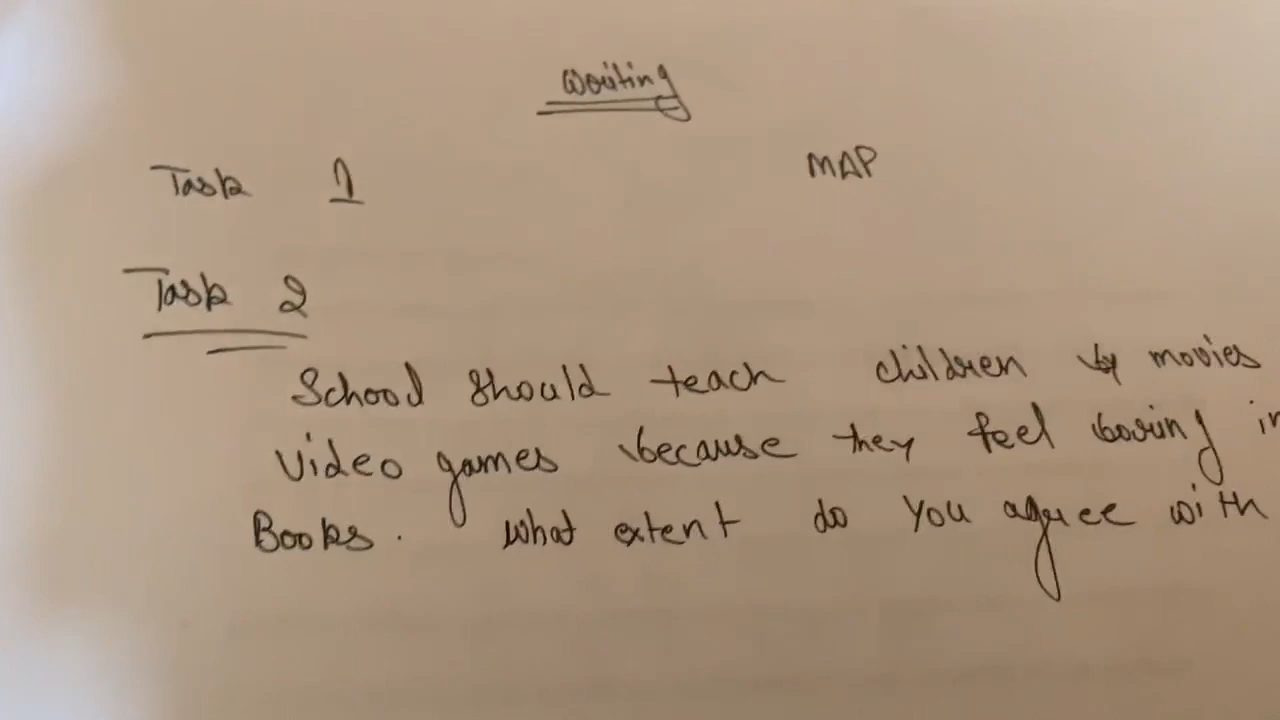 Writing
Task 1 MAP
Task 2
School should teach children by movies
video games because they feel boring in
Books. what extent do you agree with